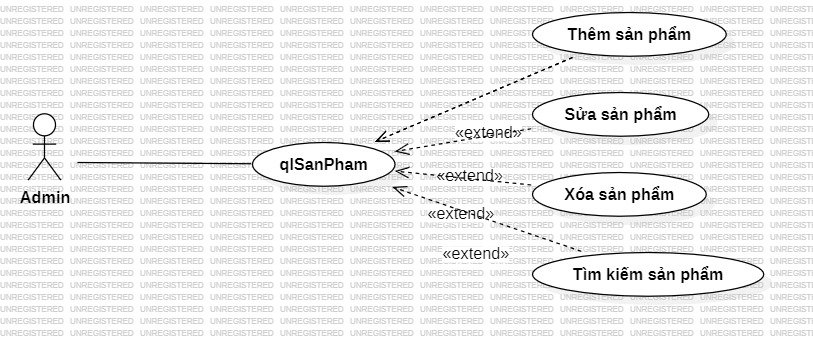 Thêm sản phẩm
Sửa sản phẩm
«extend»
qlSanPham
«extend»
Xóa sản phẩm
Admin
«extend»
«extend»
Tìm kiếm sản phẩm
UNREGISTERED